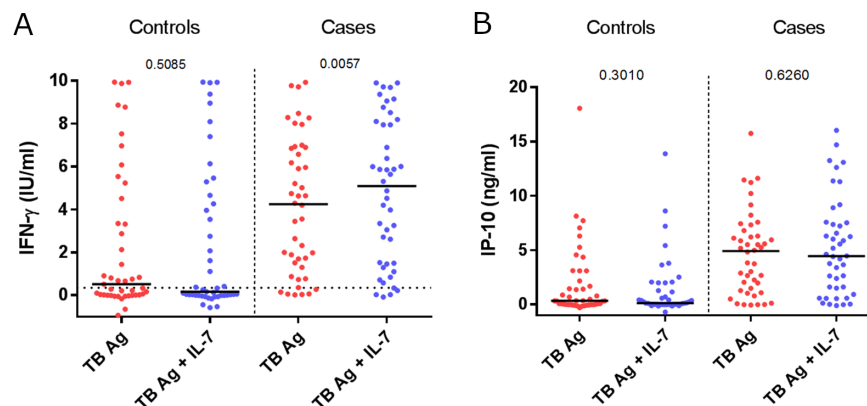 A
Controls
Cases
0.5085
0.0057
IFN-γ (IU/ml)
10
8
6
4
2
0
TB Ag
TB Ag + IL-7
TB Ag
TB Ag + IL-7
B
Controls
Cases
0.3010
0.6260
IP-10 (ng/ml)
20
15
10
5
0
TB Ag
TB Ag + IL-7
TB Ag
TB Ag + IL-7